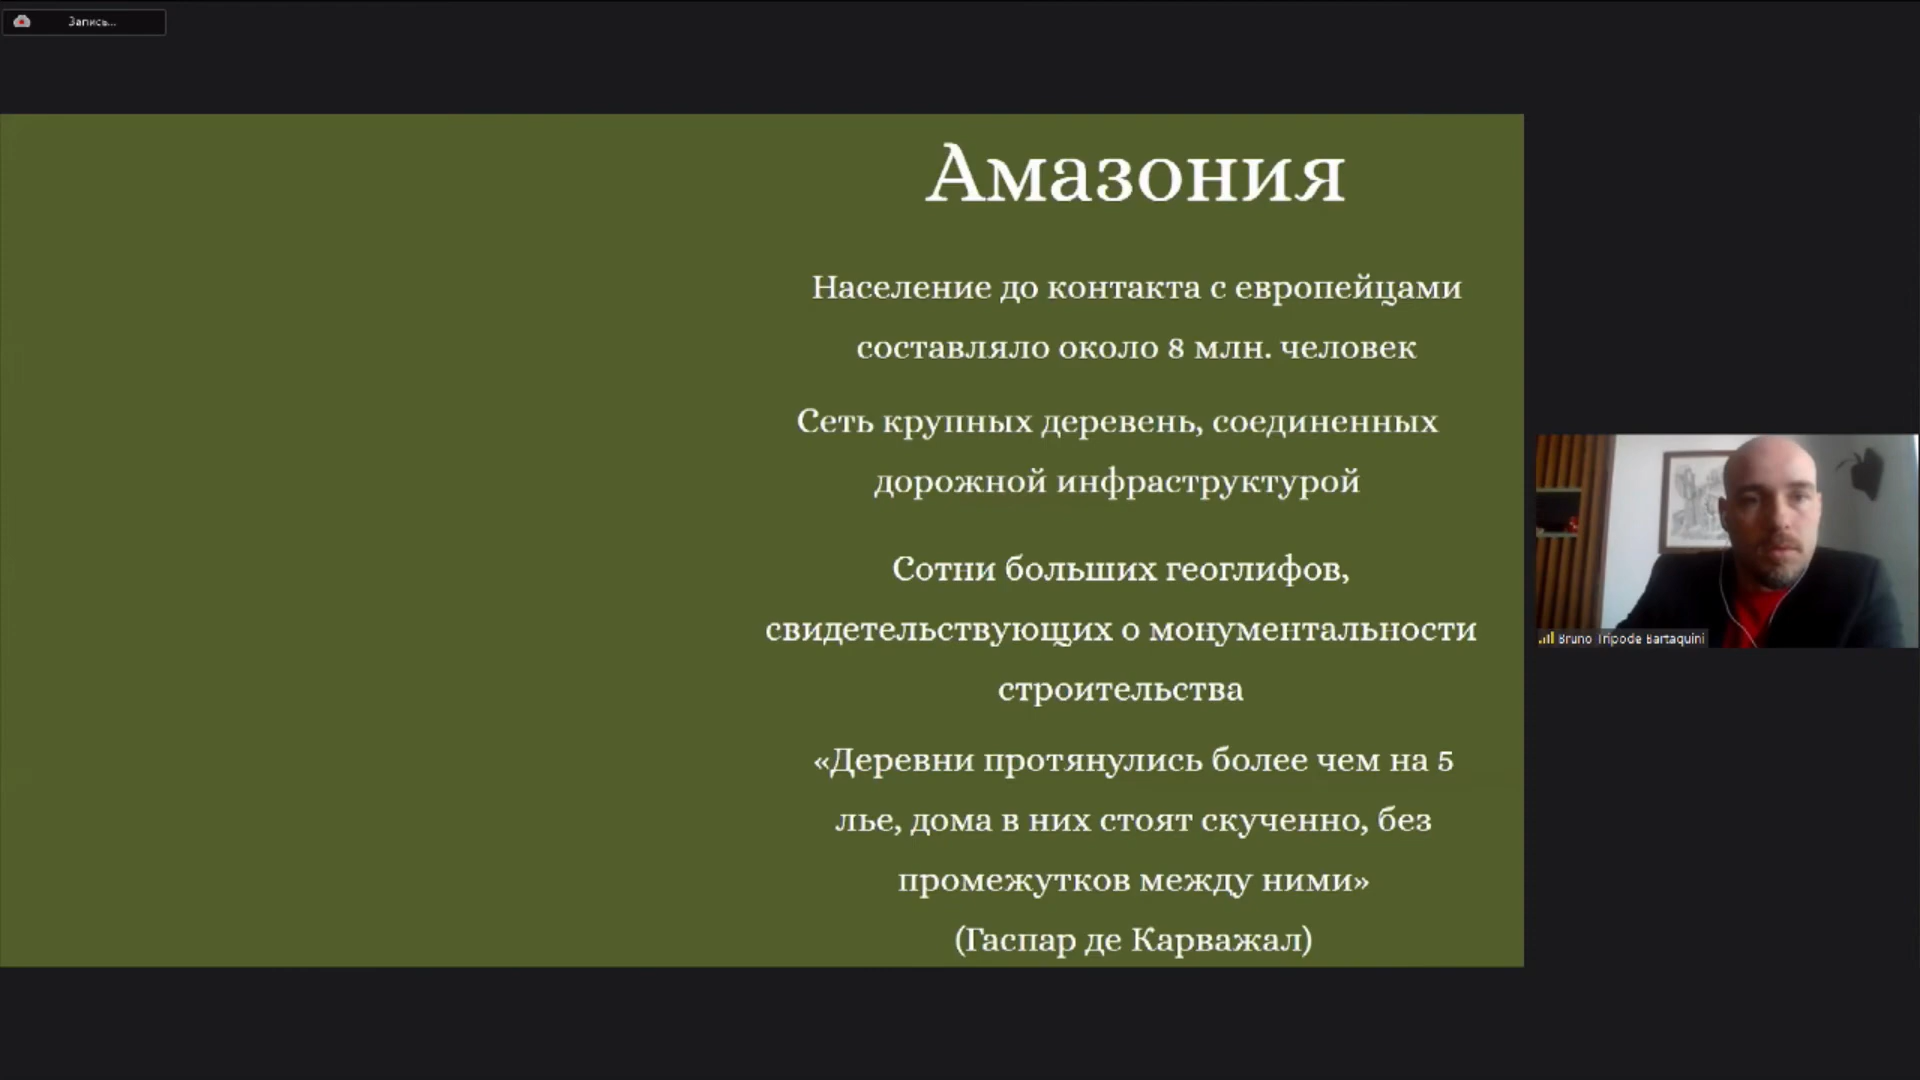 Запись...
Амазония
Население до контакта с европейцами
составляло около 8 млн. человек
Сеть крупных деревень, соединенных
дорожной инфраструктурой
Сотни больших геоглифов,
свидетельствующих о монументальности
строительства
«Деревни протянулись более чем на 5
лье, дома в них стоят скученно, без
промежутков между ними»
(Гаспар де Карважал)
Bruno Tripode Bartaquini